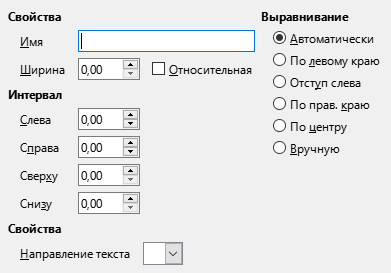 Свойства
Имя
Ширина 0,00 Относительная
Интервал
Слева 0,00
Справа 0,00
Сверху 0,00
Снизу 0,00
Свойства
Направление текста
Выравнивание
Автоматически
По левому краю
Отступ слева
По прав. краю
По центру
Вручную